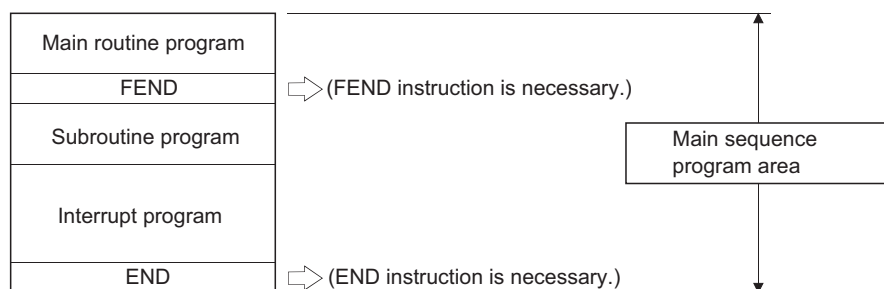 Main routine program
FEND
(FEND instruction is necessary.)
Subroutine program
Main sequence
program area
Interrupt program
END
(END instruction is necessary.)